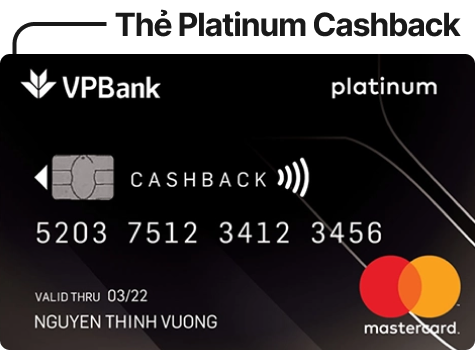 Thẻ Platinum Cashback
VPBank platinum
CASHBACK
5203 7512 3412 3456
VALID THRU 03/22
NGUYEN THINH VUONG
mastercard.